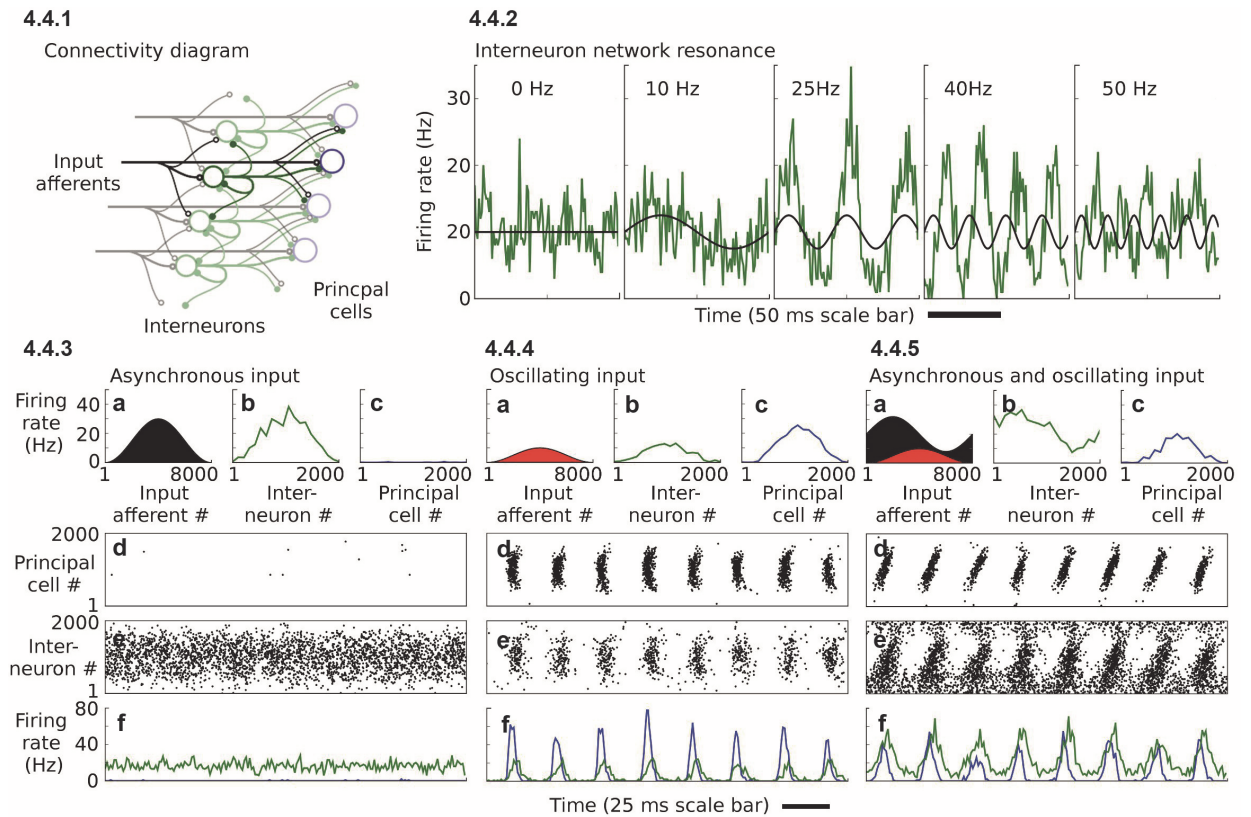 4.4.1
Connectivity diagram
Input
afferents
Princpal
cells
Interneurons
4.4.2
Interneuron network resonance
Firing rate (Hz)
30
20
20
0
0 Hz
10 Hz
25Hz
40Hz
50 Hz
Time (50 ms scale bar)
4.4.3
Asynchronous input
Firing
rate
(Hz)
40
20
0
a
b
c
1 8000
1 2000
1 2000
Input
afferent #
Inter-
neuron #
Principal
cell #
2000
Principal
cell #
1
d
2000
Inter-
neuron #
1
e
80
Firing
rate
(Hz)
40
0
f
4.4.4
Oscillating input
a
b
c
1 8000
1 2000
1 2000
Input
afferent #
Inter-
neuron #
Principal
cell #
d
e
f
4.4.5
Asynchronous and oscillating input
a
b
c
1 8000
1 2000
1 2000
Input
afferent #
Inter-
neuron #
Principal
cell #
d
e
f
Time (25 ms scale bar)